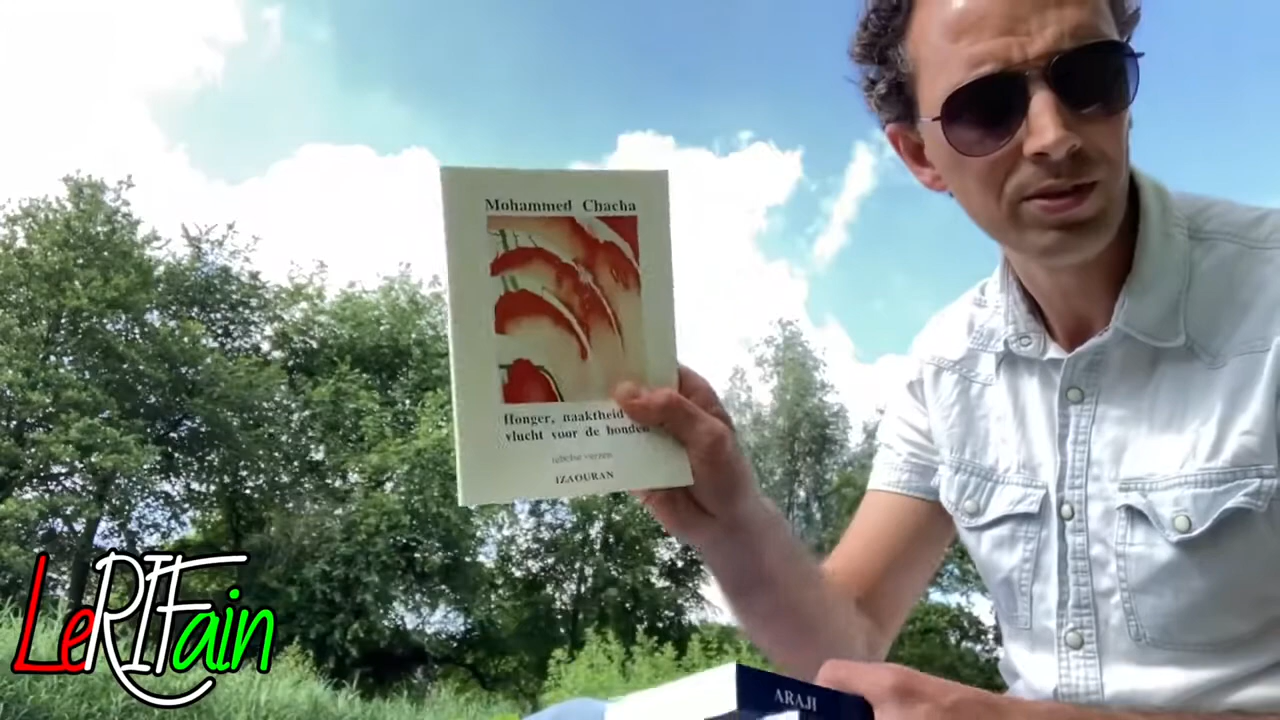 Mohammed Chacha
Honger, naaktheid
vlucht voor de honden
IZAOURAN
LeRIFain
ARAJI